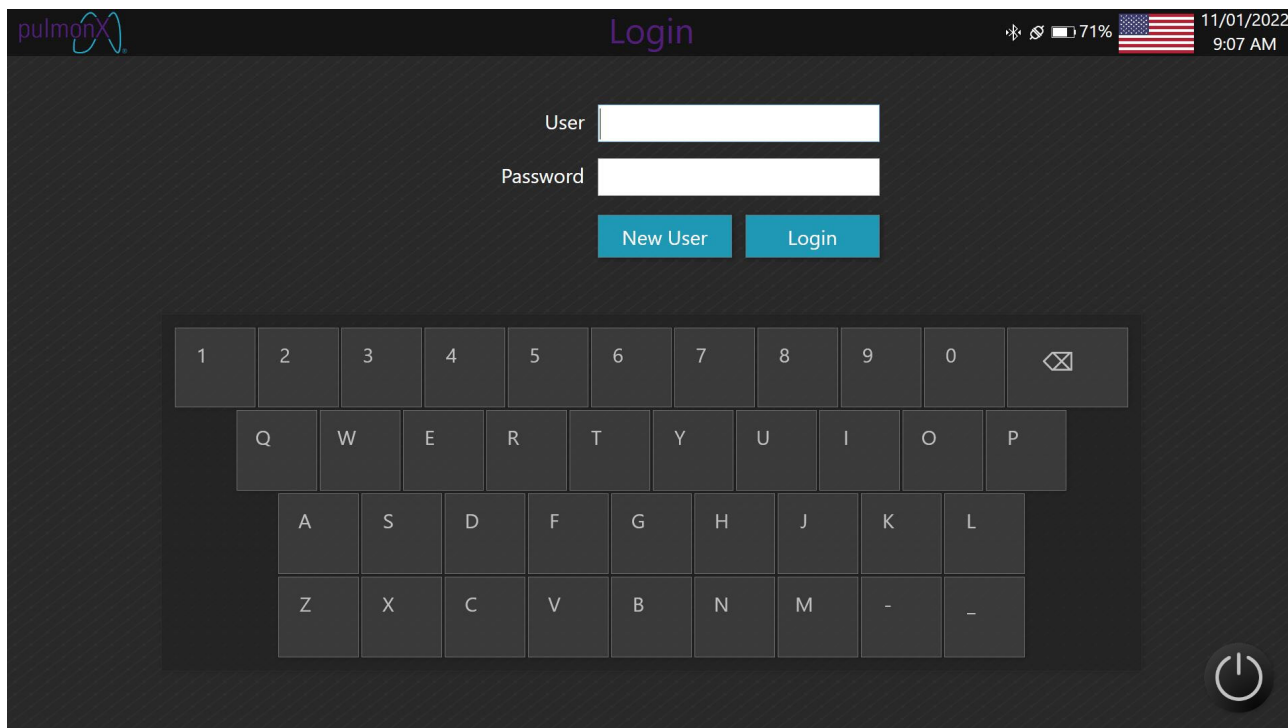 pulmonX Login 71% 11/01/2022
9:07 AM
User
Password
New User Login
1 2 3 4 5 6 7 8 9 0
Q W E R T Y U I O P
A S D F G H J K L
Z X C V B N M - _